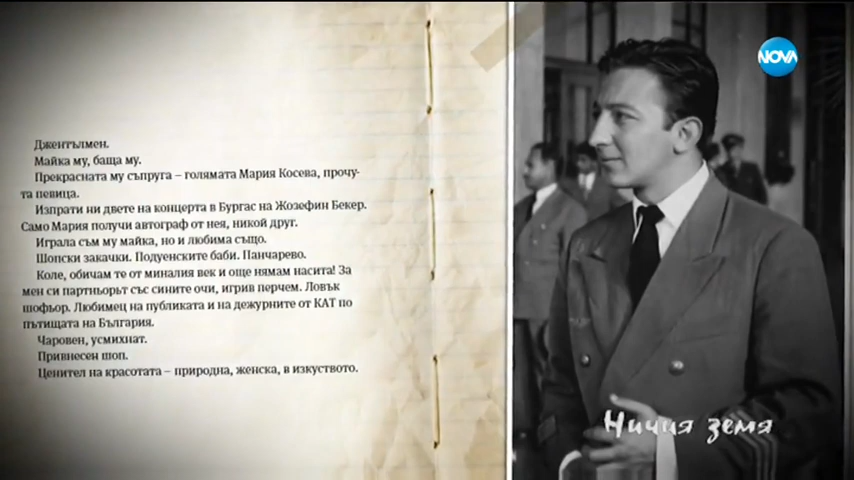 Джентълмен.
Майка му, баща му.
Прекрасната му съпруга – голямата Мария Косева, прочу-
та певица.
Изпрати ни двете на концерта в Бургас на Жозефин Бекер.
Само Мария получи автограф от нея, никой друг.
Играла съм му майка, но и любима също.
Шопски закачки. Подуенските баби. Панчарево.
Коле, обичам те от миналия век и още нямам насита! За
мен си партньорът със сините очи, игрив перчем. Ловък
шофьор. Любимец на публиката и на дежурните от КАТ по
пътищата на България.
Чаровен, усмихнат.
Привнесен шоп.
Ценител на красотата – природна, женска, в изкуството.
NOVA
Ничия земя